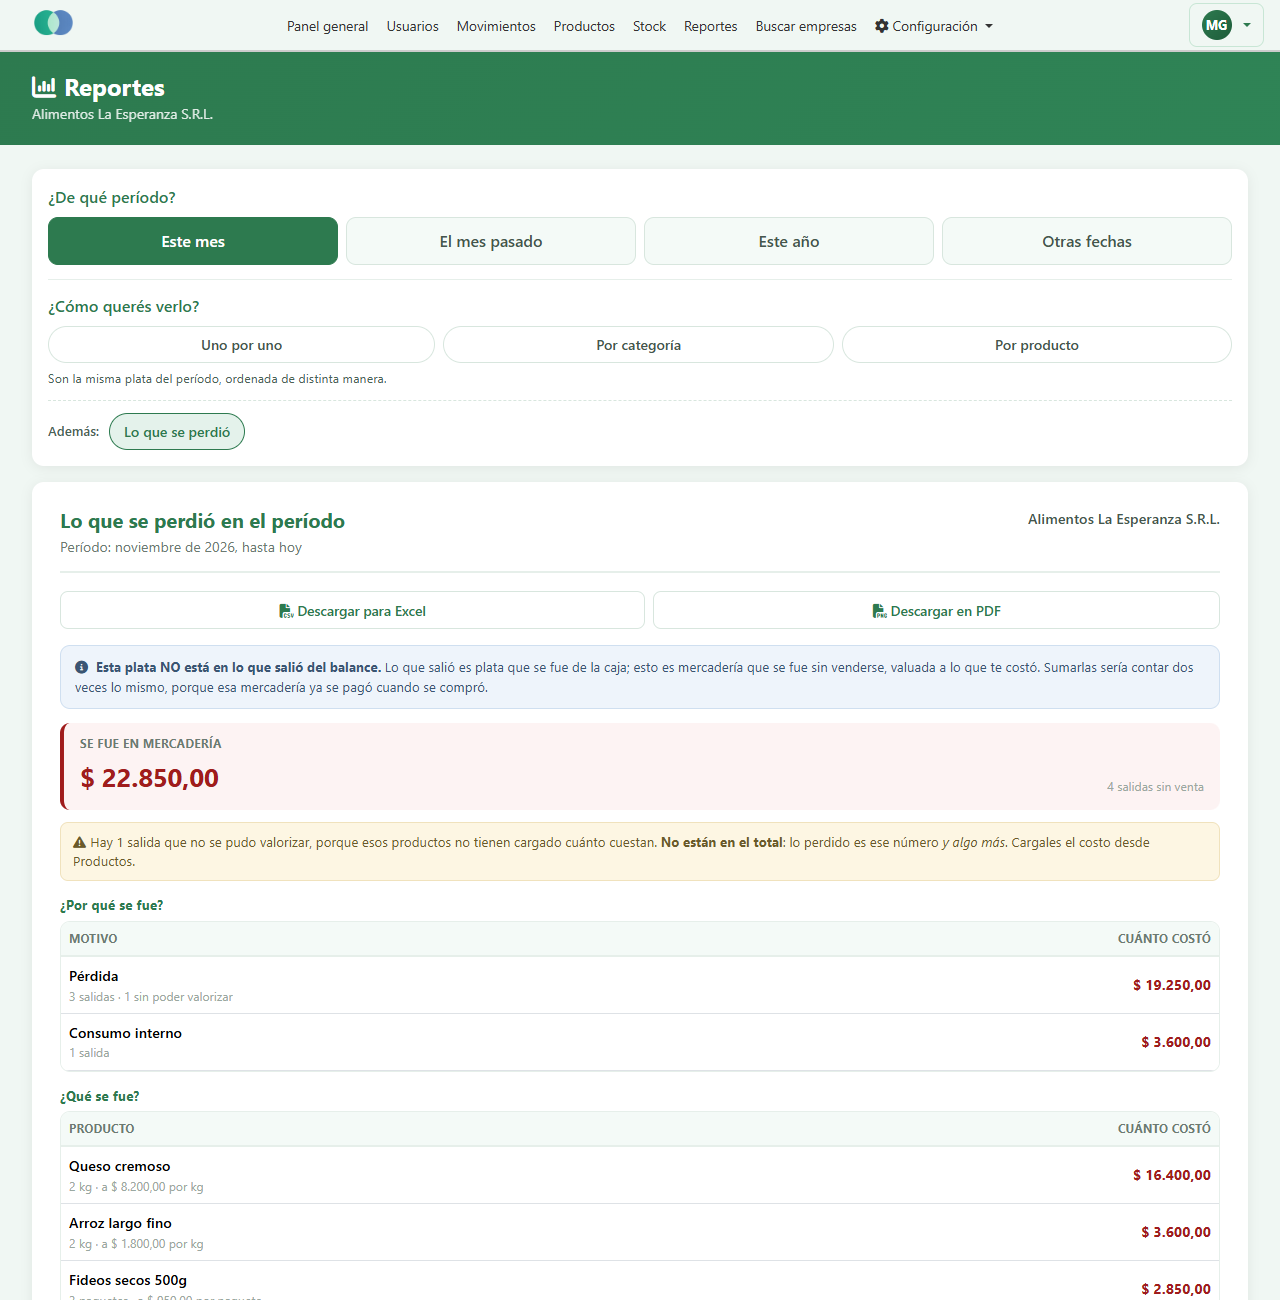 Panel general Usuarios Movimientos Productos Stock Reportes Buscar empresas Configuración MG
Reportes
Alimentos La Esperanza S.R.L.
¿De qué período?
Este mes El mes pasado Este año Otras fechas
¿Cómo querés verlo?
Uno por uno Por categoría Por producto
Son la misma plata del período, ordenada de distinta manera.
Además: Lo que se perdió
Lo que se perdió en el período Alimentos La Esperanza S.R.L.
Período: noviembre de 2026, hasta hoy
Descargar para Excel Descargar en PDF
Esta plata NO está en lo que salió del balance. Lo que salió es plata que se fue de la caja; esto es mercadería que se fue sin venderse, valuada a lo que te costó. Sumarlas sería contar dos
veces lo mismo, porque esa mercadería ya se pagó cuando se compró.
SE FUE EN MERCADERÍA
$ 22.850,00 4 salidas sin venta
Hay 1 salida que no se pudo valorizar, porque esos productos no tienen cargado cuánto cuestan. No están en el total: lo perdido es ese número y algo más. Cargales el costo desde
Productos.
¿Por qué se fue?
MOTIVO CUÁNTO COSTÓ
Pérdida $ 19.250,00
3 salidas · 1 sin poder valorizar
Consumo interno $ 3.600,00
1 salida
¿Qué se fue?
PRODUCTO CUÁNTO COSTÓ
Queso cremoso $ 16.400,00
2 kg · a $ 8.200,00 por kg
Arroz largo fino $ 3.600,00
2 kg · a $ 1.800,00 por kg
Fideos secos 500g $ 2.850,00